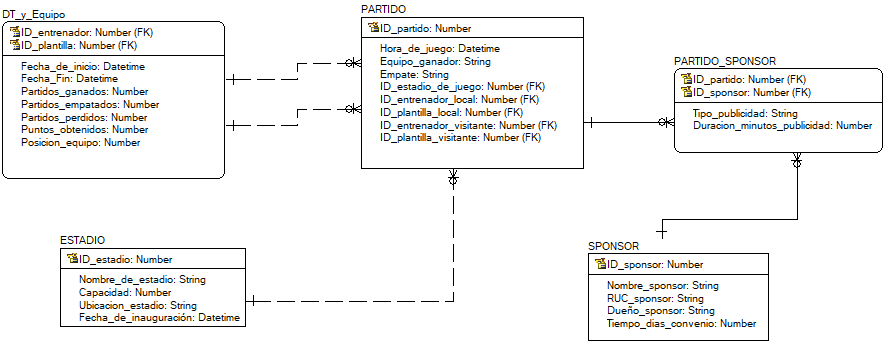 DT_y_Equipo
ID_entrenador: Number (FK)
ID_plantilla: Number (FK)
Fecha_de_inicio: Datetime
Fecha_Fin: Datetime
Partidos_ganados: Number
Partidos_empatados: Number
Partidos_perdidos: Number
Puntos_obtenidos: Number
Posicion_equipo: Number
PARTIDO
ID_partido: Number
Hora_de_juego: Datetime
Equipo_ganador: String
Empate: String
ID_estadio_de_juego: Number (FK)
ID_entrenador_local: Number (FK)
ID_plantilla_local: Number (FK)
ID_entrenador_visitante: Number (FK)
ID_plantilla_visitante: Number (FK)
PARTIDO_SPONSOR
ID_partido: Number (FK)
ID_sponsor: Number (FK)
Tipo_publicidad: String
Duracion_minutos_publicidad: Number
ESTADIO
ID_estadio: Number
Nombre_de_estadio: String
Capacidad: Number
Ubicacion_estadio: String
Fecha_de_inauguración: Datetime
SPONSOR
ID_sponsor: Number
Nombre_sponsor: String
RUC_sponsor: String
Dueño_sponsor: String
Tiempo_dias_convenio: Number